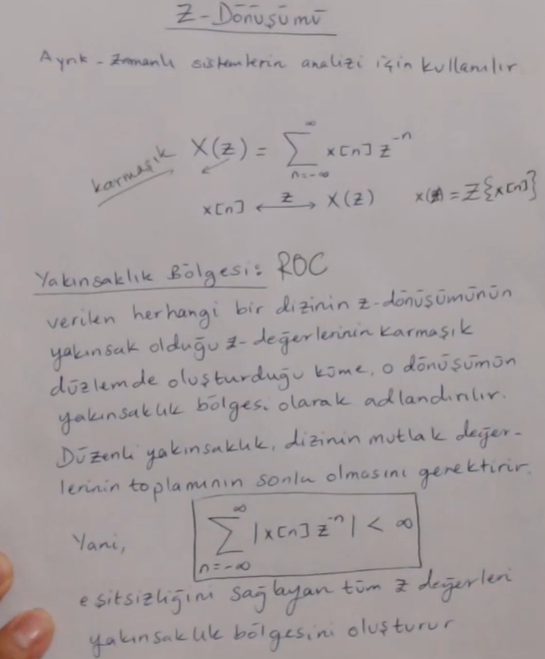 Z-Dönüşümü
Ayrık-zamanlı sistemlerin analizi için kullanılır
karmaşık X(z) = ∑_{n=-∞}^{∞} x[n] z^{-n}
x[n] ←z→ X(z) x(z) = Z{x[n]}
Yakınsaklık Bölgesi: ROC
verilen herhangi bir dizinin z-dönüşümünün
yakınsak olduğu z-değerlerinin karmaşık
düzlemde oluşturduğu küme, o dönüşümün
yakınsaklık bölgesi olarak adlandırılır.
Düzenli yakınsaklık, dizinin mutlak değer-
lerinin toplamının sonlu olmasını gerektirir.
Yani, ∑_{n=-∞}^{∞} |x[n] z^{-n}| < ∞
eşitsizliğini sağlayan tüm z değerleri
yakınsaklık bölgesini oluşturur